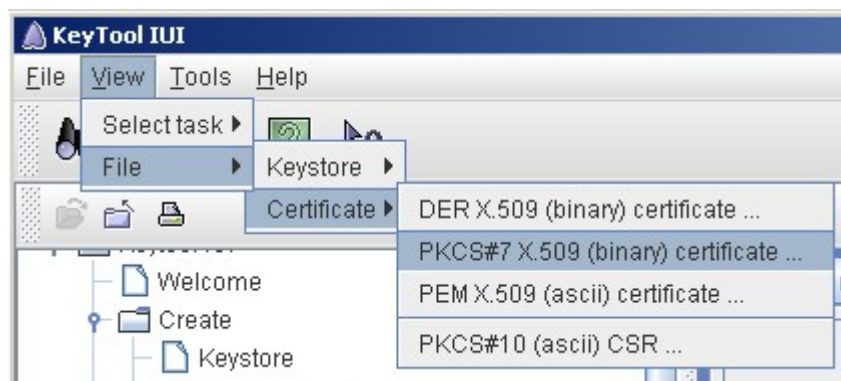 KeyTool IUI
File View Tools Help
Select task
File
Keystore
Certificate
DER X.509 (binary) certificate ...
PKCS#7 X.509 (binary) certificate ...
PEM X.509 (ascii) certificate ...
PKCS#10 (ascii) CSR ...
Welcome
Create
Keystore